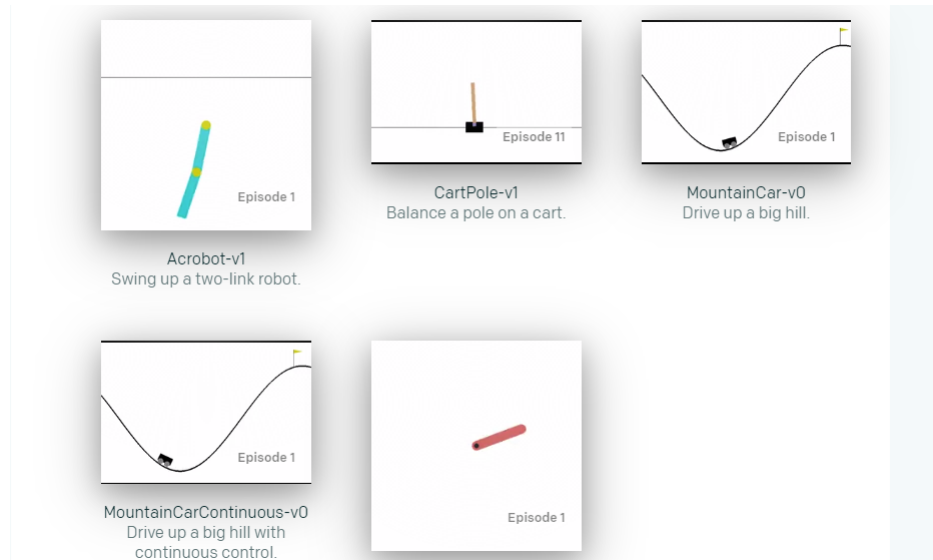 Episode 1
Acrobot-v1
Swing up a two-link robot.
Episode 11
CartPole-v1
Balance a pole on a cart.
Episode 1
MountainCar-v0
Drive up a big hill.
Episode 1
MountainCarContinuous-v0
Drive up a big hill with
continuous control.
Episode 1